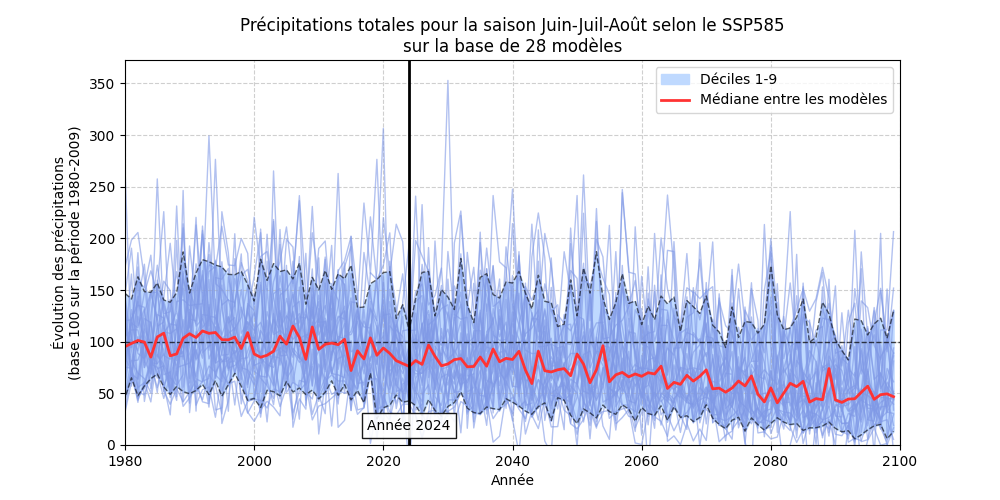 Précipitations totales pour la saison Juin-Juil-Août selon le SSP585
sur la base de 28 modèles
Évolution des précipitations
(base 100 sur la période 1980-2009)
350
300
250
200
150
100
50
0
Déciles 1-9
Médiane entre les modèles
Année 2024
1980
2000
2020
2040
2060
2080
2100
Année